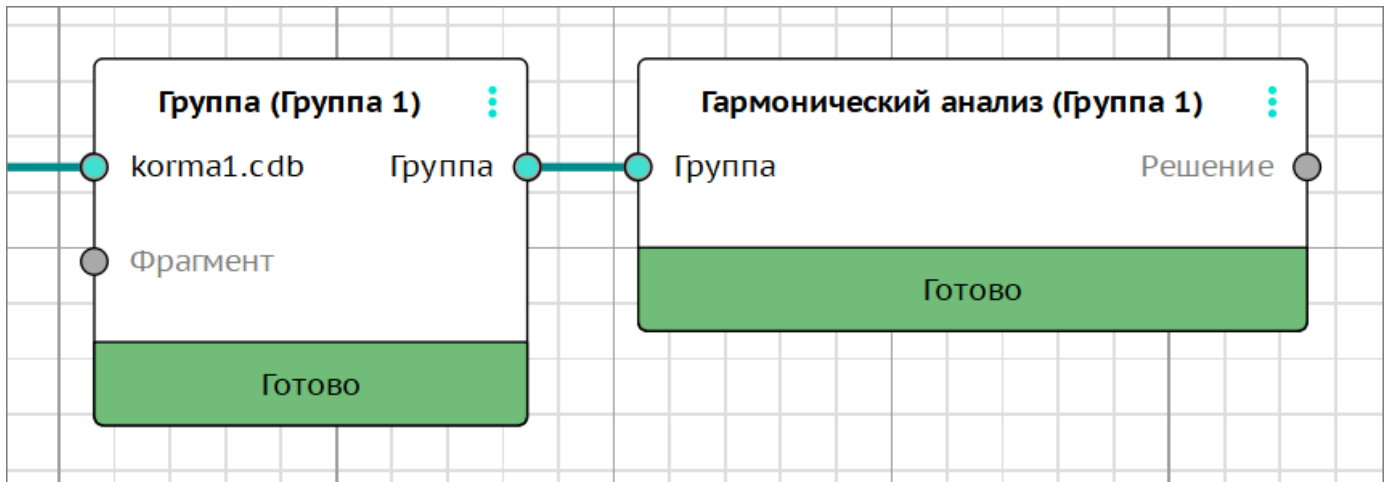 Группа (Группа 1)
korma1.cdb
Группа
Фрагмент
Готово
Гармонический анализ (Группа 1)
Группа
Решение
Готово